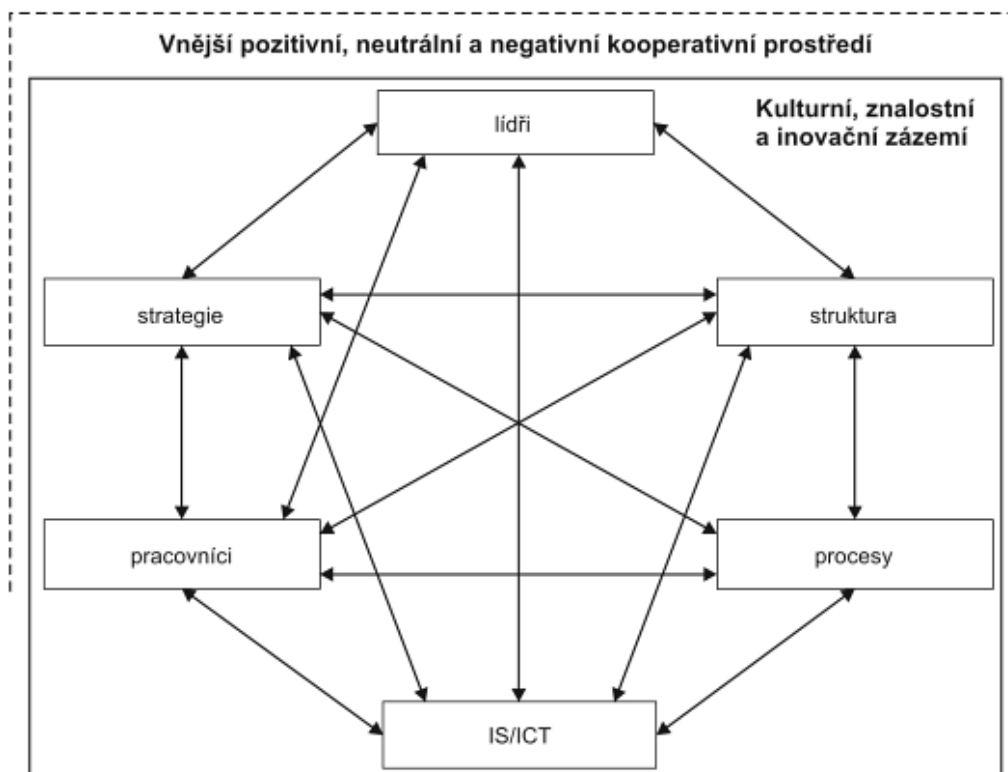 Vnější pozitivní, neutrální a negativní kooperativní prostředí
lídři
Kulturní, znalostní
a inovační zázemí
strategie
struktura
pracovníci
procesy
IS/ICT